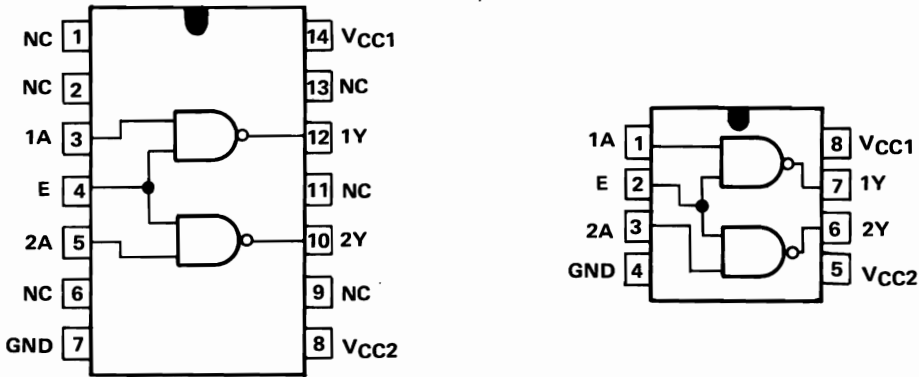 NC 1 14 VCC1
NC 2 13 NC
1A 3 12 1Y
E 4 11 NC
2A 5 10 2Y
NC 6 9 NC
GND 7 8 VCC2
1A 1 8 VCC1
E 2 7 1Y
2A 3 6 2Y
GND 4 5 VCC2